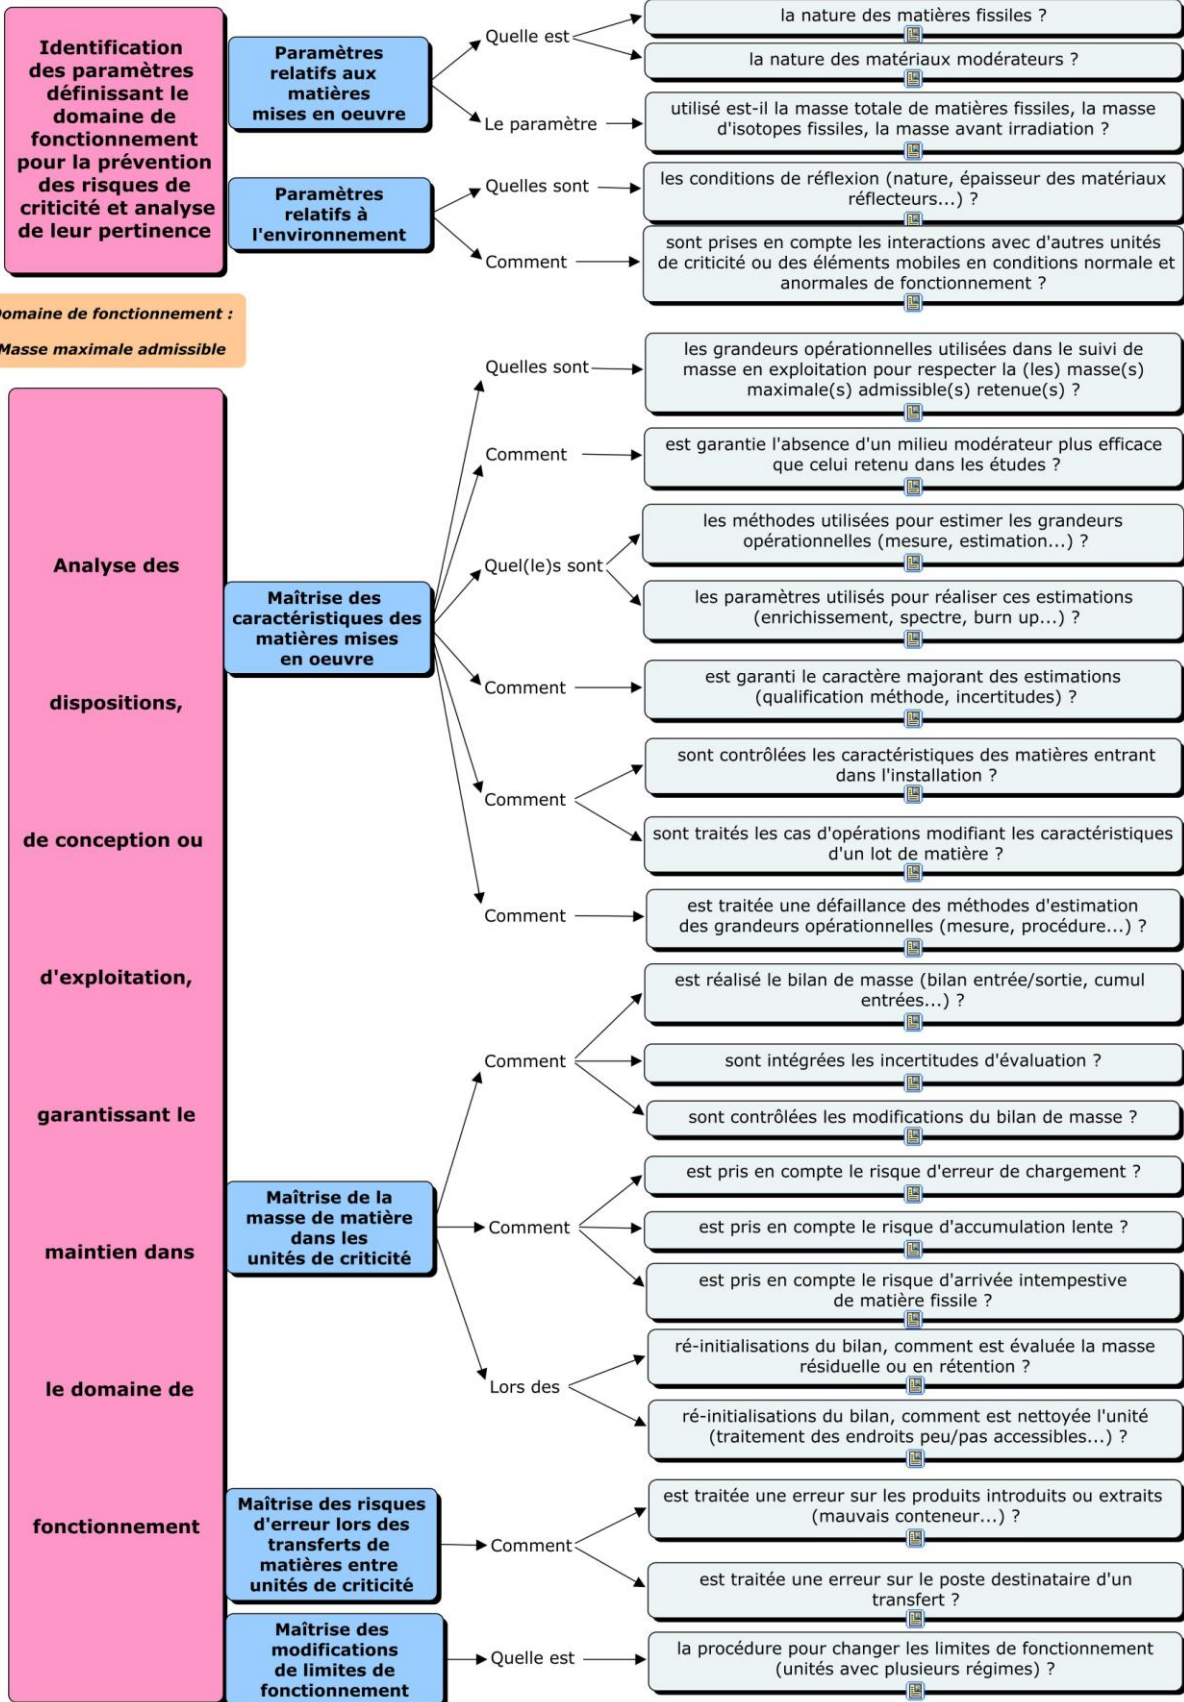 Identification
des paramètres
définissant le
domaine de
fonctionnement
pour la prévention
des risques de
criticité et analyse
de leur pertinence
Paramètres
relatifs aux
matières
mises en oeuvre
Quelle est
la nature des matières fissiles ?
la nature des matériaux modérateurs ?
Le paramètre
utilisé est-il la masse totale de matières fissiles, la masse
d'isotopes fissiles, la masse avant irradiation ?
Paramètres
relatifs à
l'environnement
Quelles sont
les conditions de réflexion (nature, épaisseur des matériaux
réflecteurs...) ?
Comment
sont prises en compte les interactions avec d'autres unités
de criticité ou des éléments mobiles en conditions normale et
anormales de fonctionnement ?
Domaine de fonctionnement :
Masse maximale admissible
Analyse des
dispositions,
de conception ou
d'exploitation,
garantissant le
maintien dans
le domaine de
fonctionnement
Maîtrise des
caractéristiques des
matières mises
en oeuvre
Quelles sont
les grandeurs opérationnelles utilisées dans le suivi de
masse en exploitation pour respecter la (les) masse(s)
maximale(s) admissible(s) retenue(s) ?
Comment
est garantie l'absence d'un milieu modérateur plus efficace
que celui retenu dans les études ?
Quel(le)s sont
les méthodes utilisées pour estimer les grandeurs
opérationnelles (mesure, estimation...) ?
les paramètres utilisés pour réaliser ces estimations
(enrichissement, spectre, burn up...) ?
Comment
est garanti le caractère majorant des estimations
(qualification méthode, incertitudes) ?
Comment
sont contrôlées les caractéristiques des matières entrant
dans l'installation ?
sont traités les cas d'opérations modifiant les caractéristiques
d'un lot de matière ?
Comment
est traitée une défaillance des méthodes d'estimation
des grandeurs opérationnelles (mesure, procédure...) ?
Maîtrise de la
masse de matière
dans les
unités de criticité
Comment
est réalisé le bilan de masse (bilan entrée/sortie, cumul
entrées...) ?
sont intégrées les incertitudes d'évaluation ?
sont contrôlées les modifications du bilan de masse ?
Comment
est pris en compte le risque d'erreur de chargement ?
est pris en compte le risque d'accumulation lente ?
est pris en compte le risque d'arrivée intempestive
de matière fissile ?
Lors des
ré-initialisations du bilan, comment est évaluée la masse
résiduelle ou en rétention ?
ré-initialisations du bilan, comment est nettoyée l'unité
(traitement des endroits peu/pas accessibles...) ?
Maîtrise des risques
d'erreur lors des
transferts de
matières entre
unités de criticité
Comment
est traitée une erreur sur les produits introduits ou extraits
(mauvais conteneur...) ?
est traitée une erreur sur le poste destinataire d'un
transfert ?
Maîtrise des
modifications
de limites de
fonctionnement
Quelle est
la procédure pour changer les limites de fonctionnement
(unités avec plusieurs régimes) ?